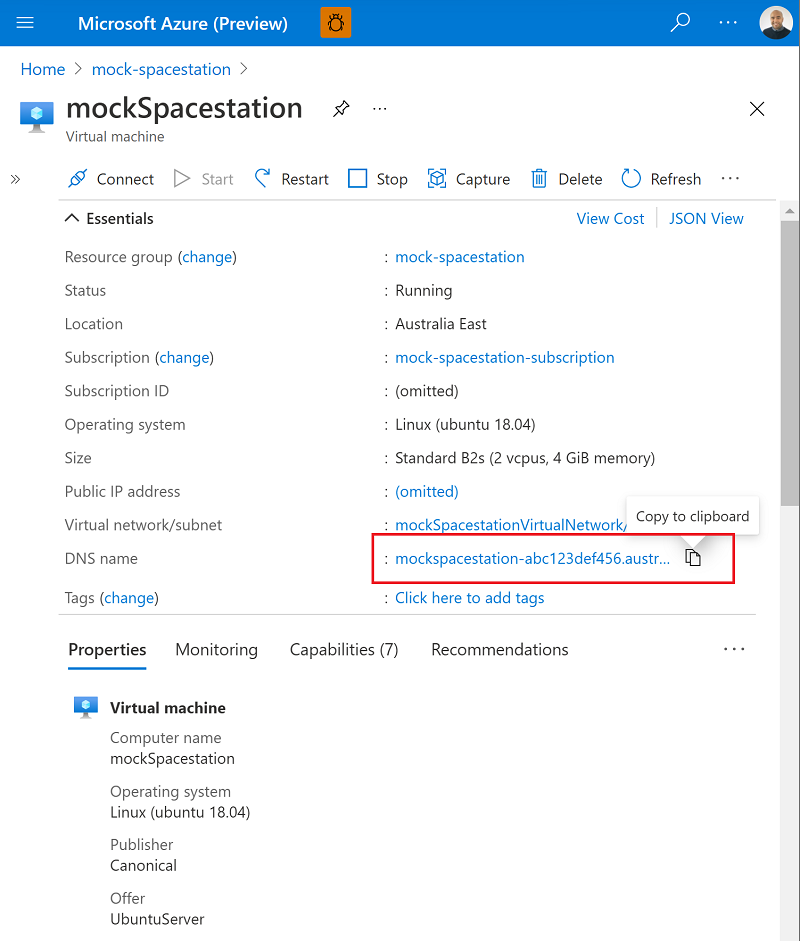 Microsoft Azure (Preview)
Home > mock-spacestation >
mockSpacestation
Virtual machine
Connect Start Restart Stop Capture Delete Refresh
Essentials View Cost JSON View
Resource group (change) : mock-spacestation
Status : Running
Location : Australia East
Subscription (change) : mock-spacestation-subscription
Subscription ID : (omitted)
Operating system : Linux (ubuntu 18.04)
Size : Standard B2s (2 vcpus, 4 GiB memory)
Public IP address : (omitted)
Copy to clipboard
Virtual network/subnet : mockSpacestationVirtualNetwork/
DNS name : mockspacestation-abc123def456.austr...
Tags (change) : Click here to add tags
Properties Monitoring Capabilities (7) Recommendations
Virtual machine
Computer name
mockSpacestation
Operating system
Linux (ubuntu 18.04)
Publisher
Canonical
Offer
UbuntuServer